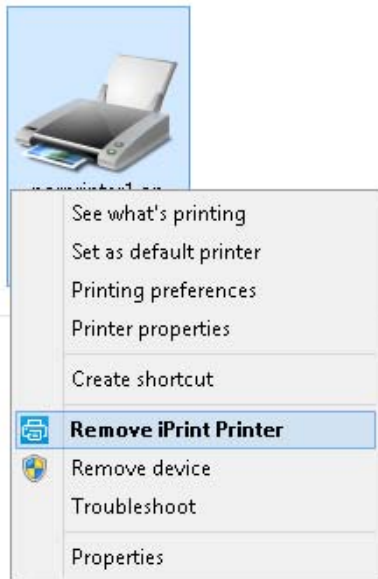 See what's printing
Set as default printer
Printing preferences
Printer properties
Create shortcut
Remove iPrint Printer
Remove device
Troubleshoot
Properties